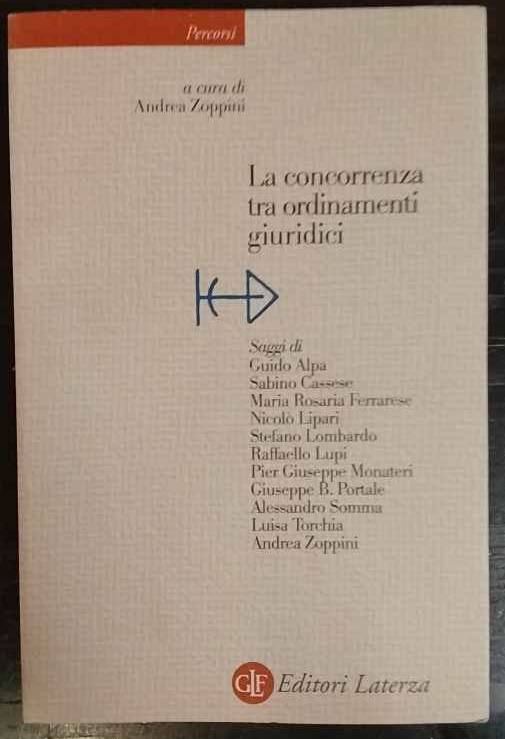 Percorsi
a cura di
Andrea Zoppini
La concorrenza
tra ordinamenti
giuridici
Saggi di
Guido Alpa
Sabino Cassese
Maria Rosaria Ferrarese
Nicolò Lipari
Stefano Lombardo
Raffaello Lupi
Pier Giuseppe Monateri
Giuseppe B. Portale
Alessandro Somma
Luisa Torchia
Andrea Zoppini
GLF Editori Laterza